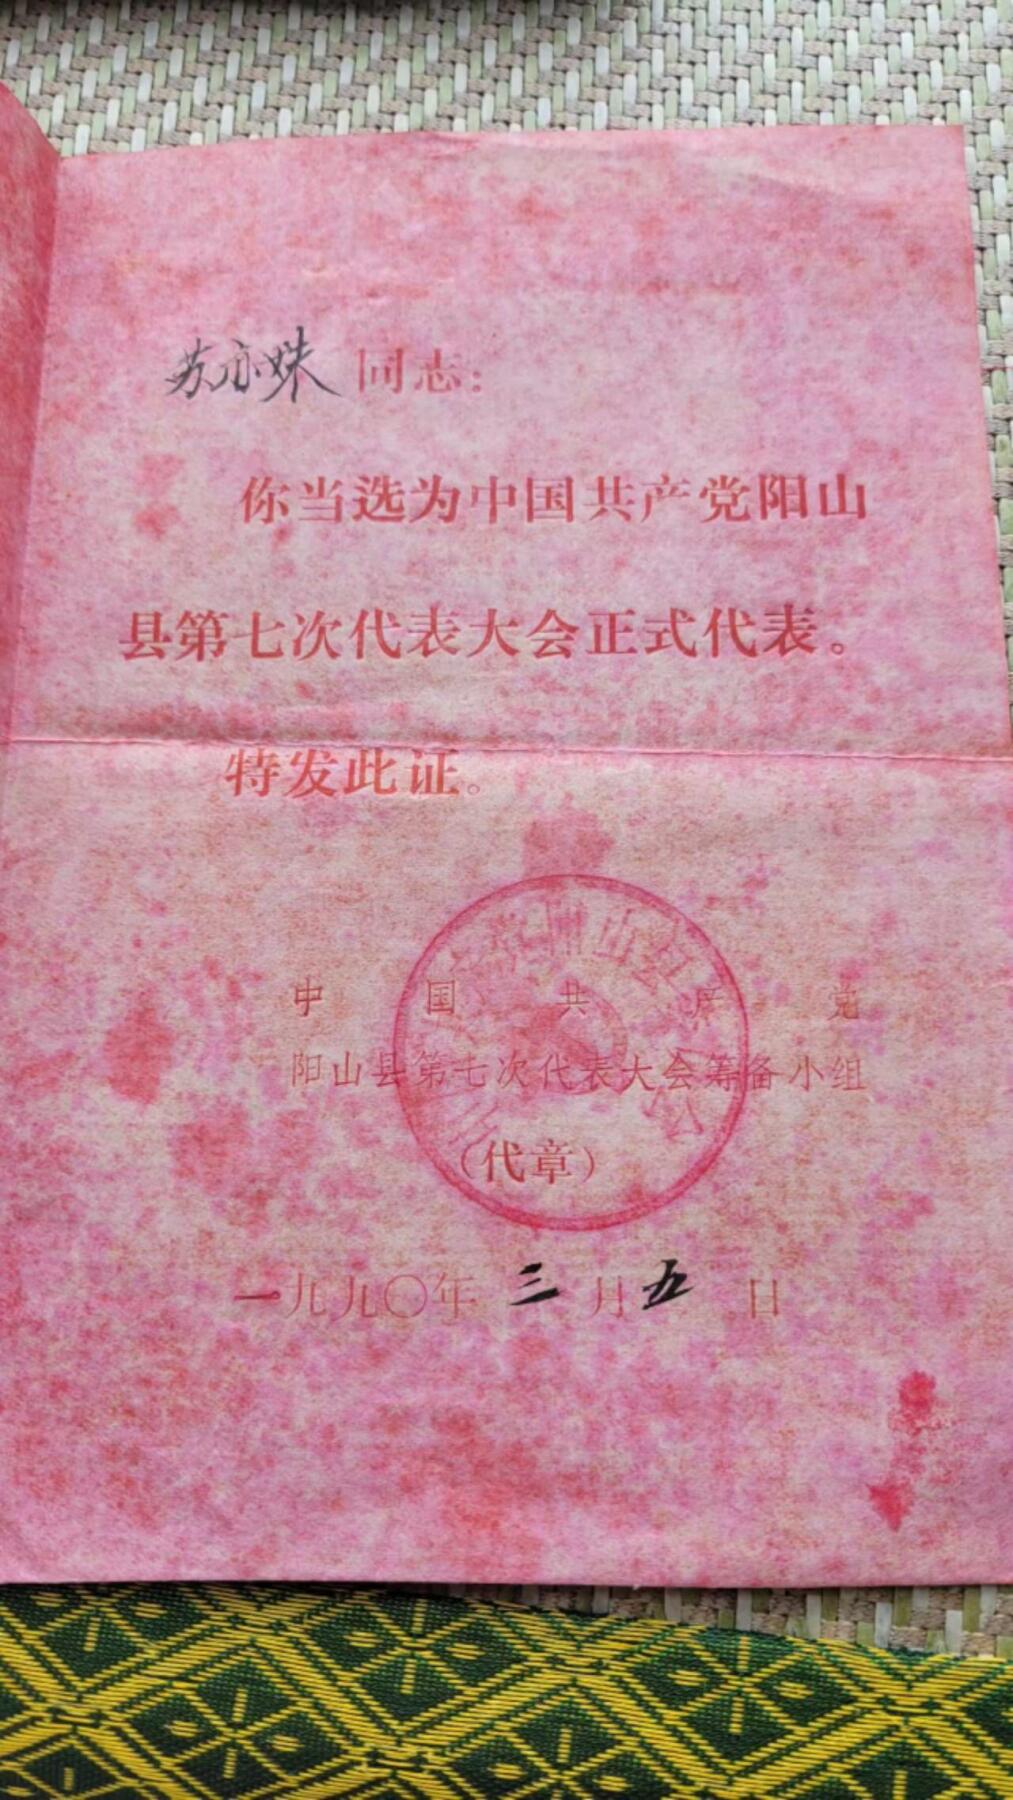 苏亦姝 同志：
你当选为中国共产党阳山
县第七次代表大会正式代表。
特发此证。
中国共产党
阳山县第七次代表大会筹备小组
（代章）
一九九〇年 三 月 五 日